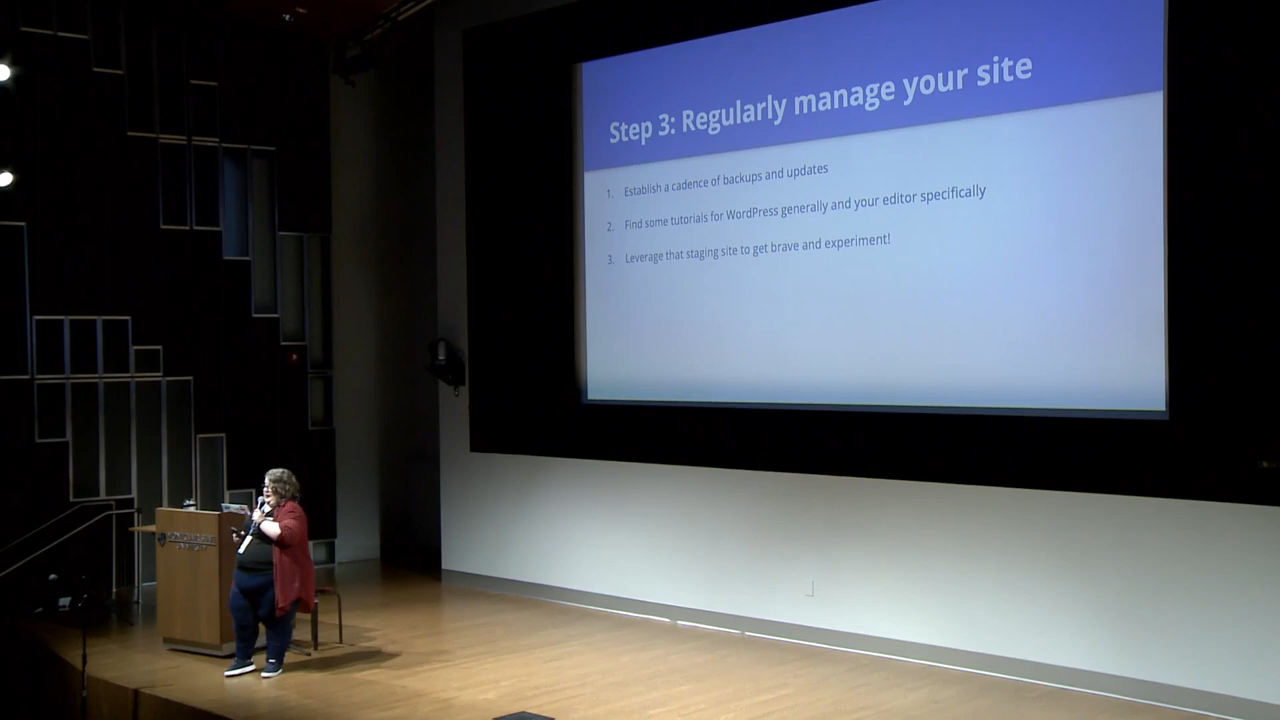 Step 3: Regularly manage your site
1. Establish a cadence of backups and updates
2. Find some tutorials for WordPress generally and your editor specifically
3. Leverage that staging site to get brave and experiment!